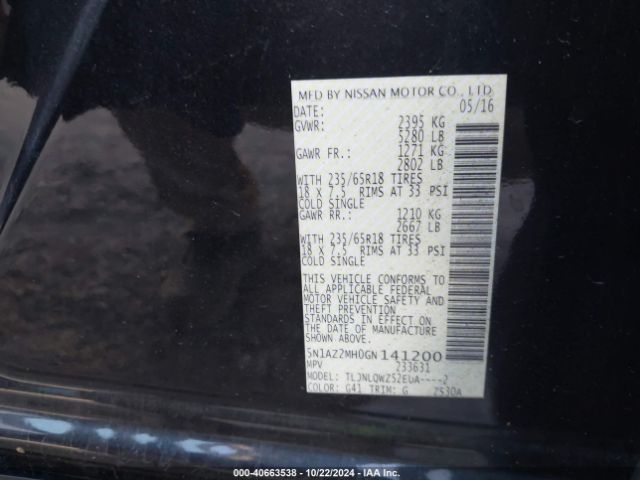 MFD BY NISSAN MOTOR CO., LTD
DATE: 05/16
GVWR: 2395 KG
5280 LB
GAWR FR.: 1271 KG
2802 LB
WITH 235/65R18 TIRES
18 X 7.5 RIMS AT 33 PSI
COLD SINGLE
GAWR RR.: 1210 KG
2667 LB
WITH 235/65R18 TIRES
18 X 7.5 RIMS AT 33 PSI
COLD SINGLE
THIS VEHICLE CONFORMS TO
ALL APPLICABLE FEDERAL
MOTOR VEHICLE SAFETY AND
THEFT PREVENTION
STANDARDS IN EFFECT ON
THE DATE OF MANUFACTURE
SHOWN ABOVE.
5N1AZ2MH0GN141200
MPV 233631
MODEL:
COLOR: G41 TRIM: G Z530A
000-40663538 - 10/22/2024 - IAA Inc.